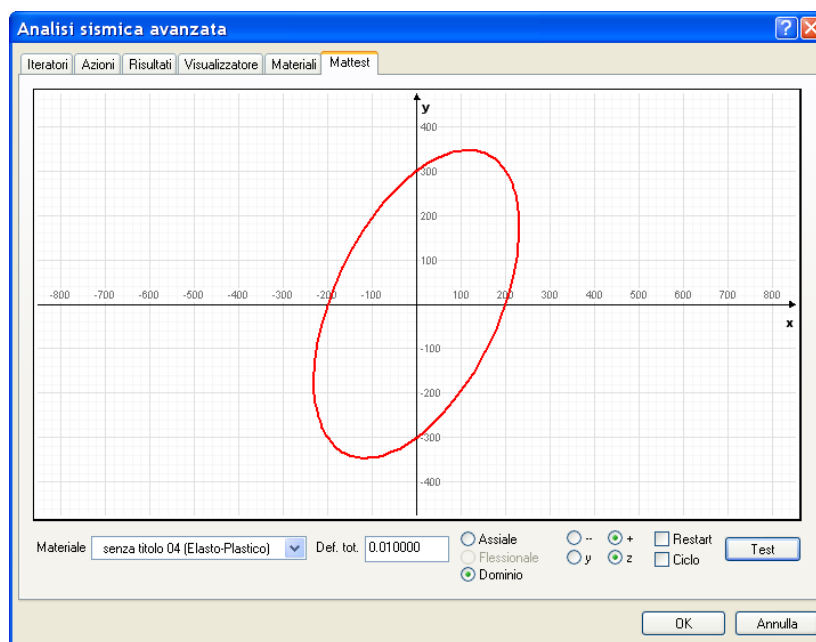 Analisi sismica avanzata
Iteratori Azioni Risultati Visualizzatore Materiali Mattest
y
400
300
200
100
-800 -700 -600 -500 -400 -300 -200 -100 0 100 200 300 400 500 600 700 800
x
-100
-200
-300
-400
Materiale senza titolo 04 (Elasto-Plastico) Def. tot. 0.010000
Assiale -- + Restart
Flessionale y z Ciclo
Dominio
Test
OK Annulla